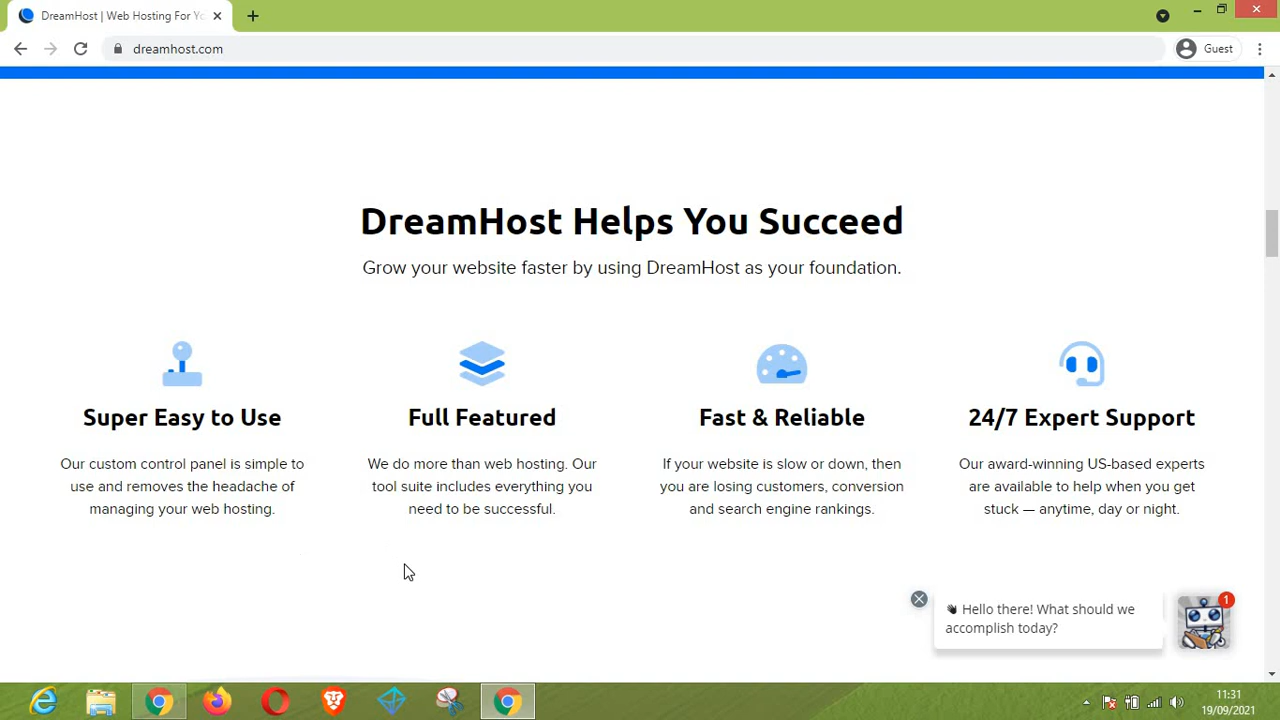 DreamHost | Web Hosting For Yo
dreamhost.com
Guest
DreamHost Helps You Succeed
Grow your website faster by using DreamHost as your foundation.
Super Easy to Use
Our custom control panel is simple to
use and removes the headache of
managing your web hosting.
Full Featured
We do more than web hosting. Our
tool suite includes everything you
need to be successful.
Fast & Reliable
If your website is slow or down, then
you are losing customers, conversion
and search engine rankings.
24/7 Expert Support
Our award-winning US-based experts
are available to help when you get
stuck — anytime, day or night.
👋 Hello there! What should we
accomplish today?
1
11:31
19/09/2021